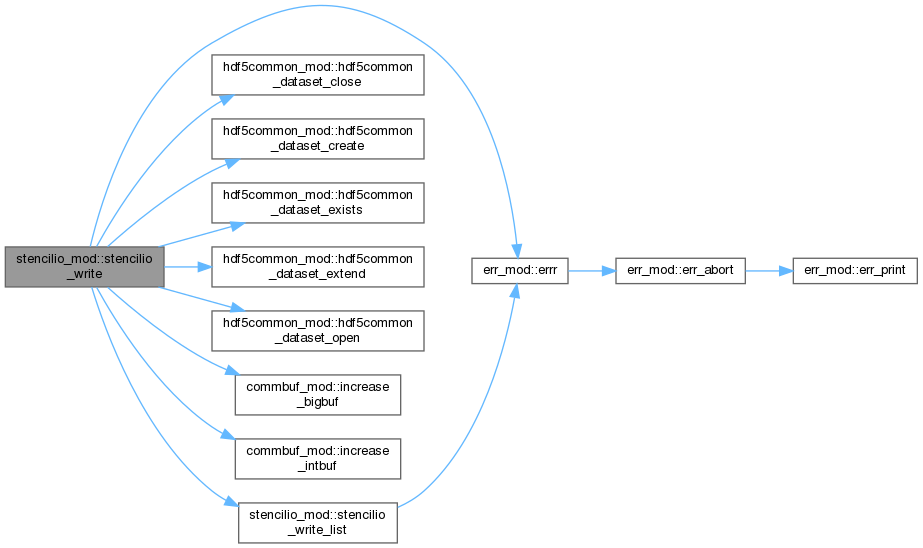 stencilio_mod::stencilio
_write
hdf5common_mod::hdf5common
_dataset_close
hdf5common_mod::hdf5common
_dataset_create
hdf5common_mod::hdf5common
_dataset_exists
hdf5common_mod::hdf5common
_dataset_extend
hdf5common_mod::hdf5common
_dataset_open
commbuf_mod::increase
_bigbuf
commbuf_mod::increase
_intbuf
stencilio_mod::stencilio
_write_list
err_mod::errr
err_mod::err_abort
err_mod::err_print